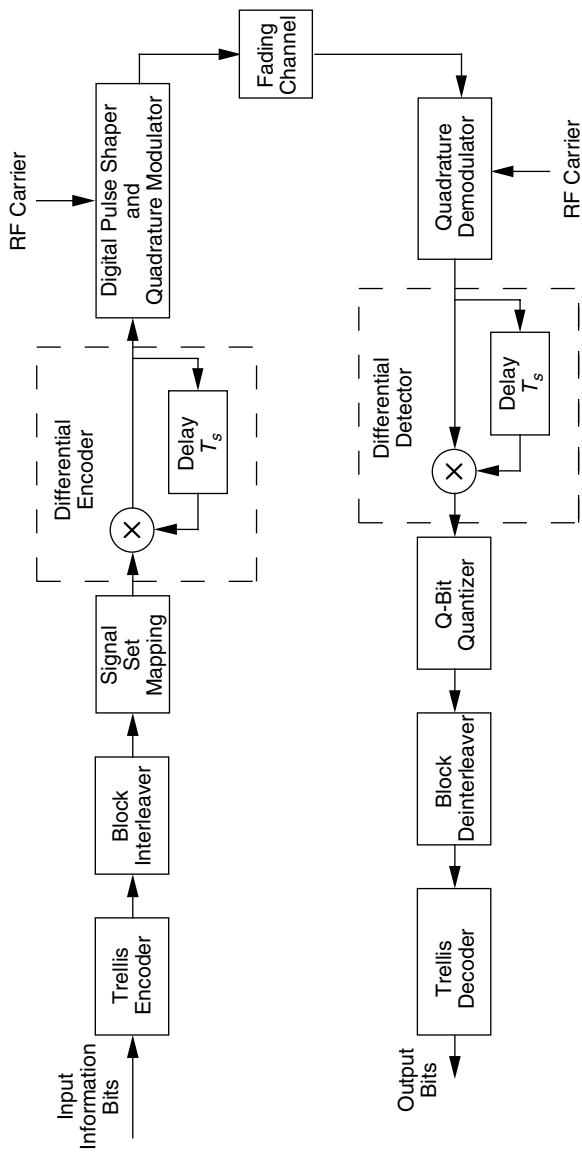 Input
Information
Bits
Trellis
Encoder
Block
Interleaver
Signal
Set
Mapping
Differential
Encoder
×
Delay
T_s
RF Carrier
Digital Pulse Shaper
and
Quadrature Modulator
Fading
Channel
Quadrature
Demodulator
RF Carrier
Differential
Detector
×
Delay
T_s
Q-Bit
Quantizer
Block
Deinterleaver
Trellis
Decoder
Output
Bits